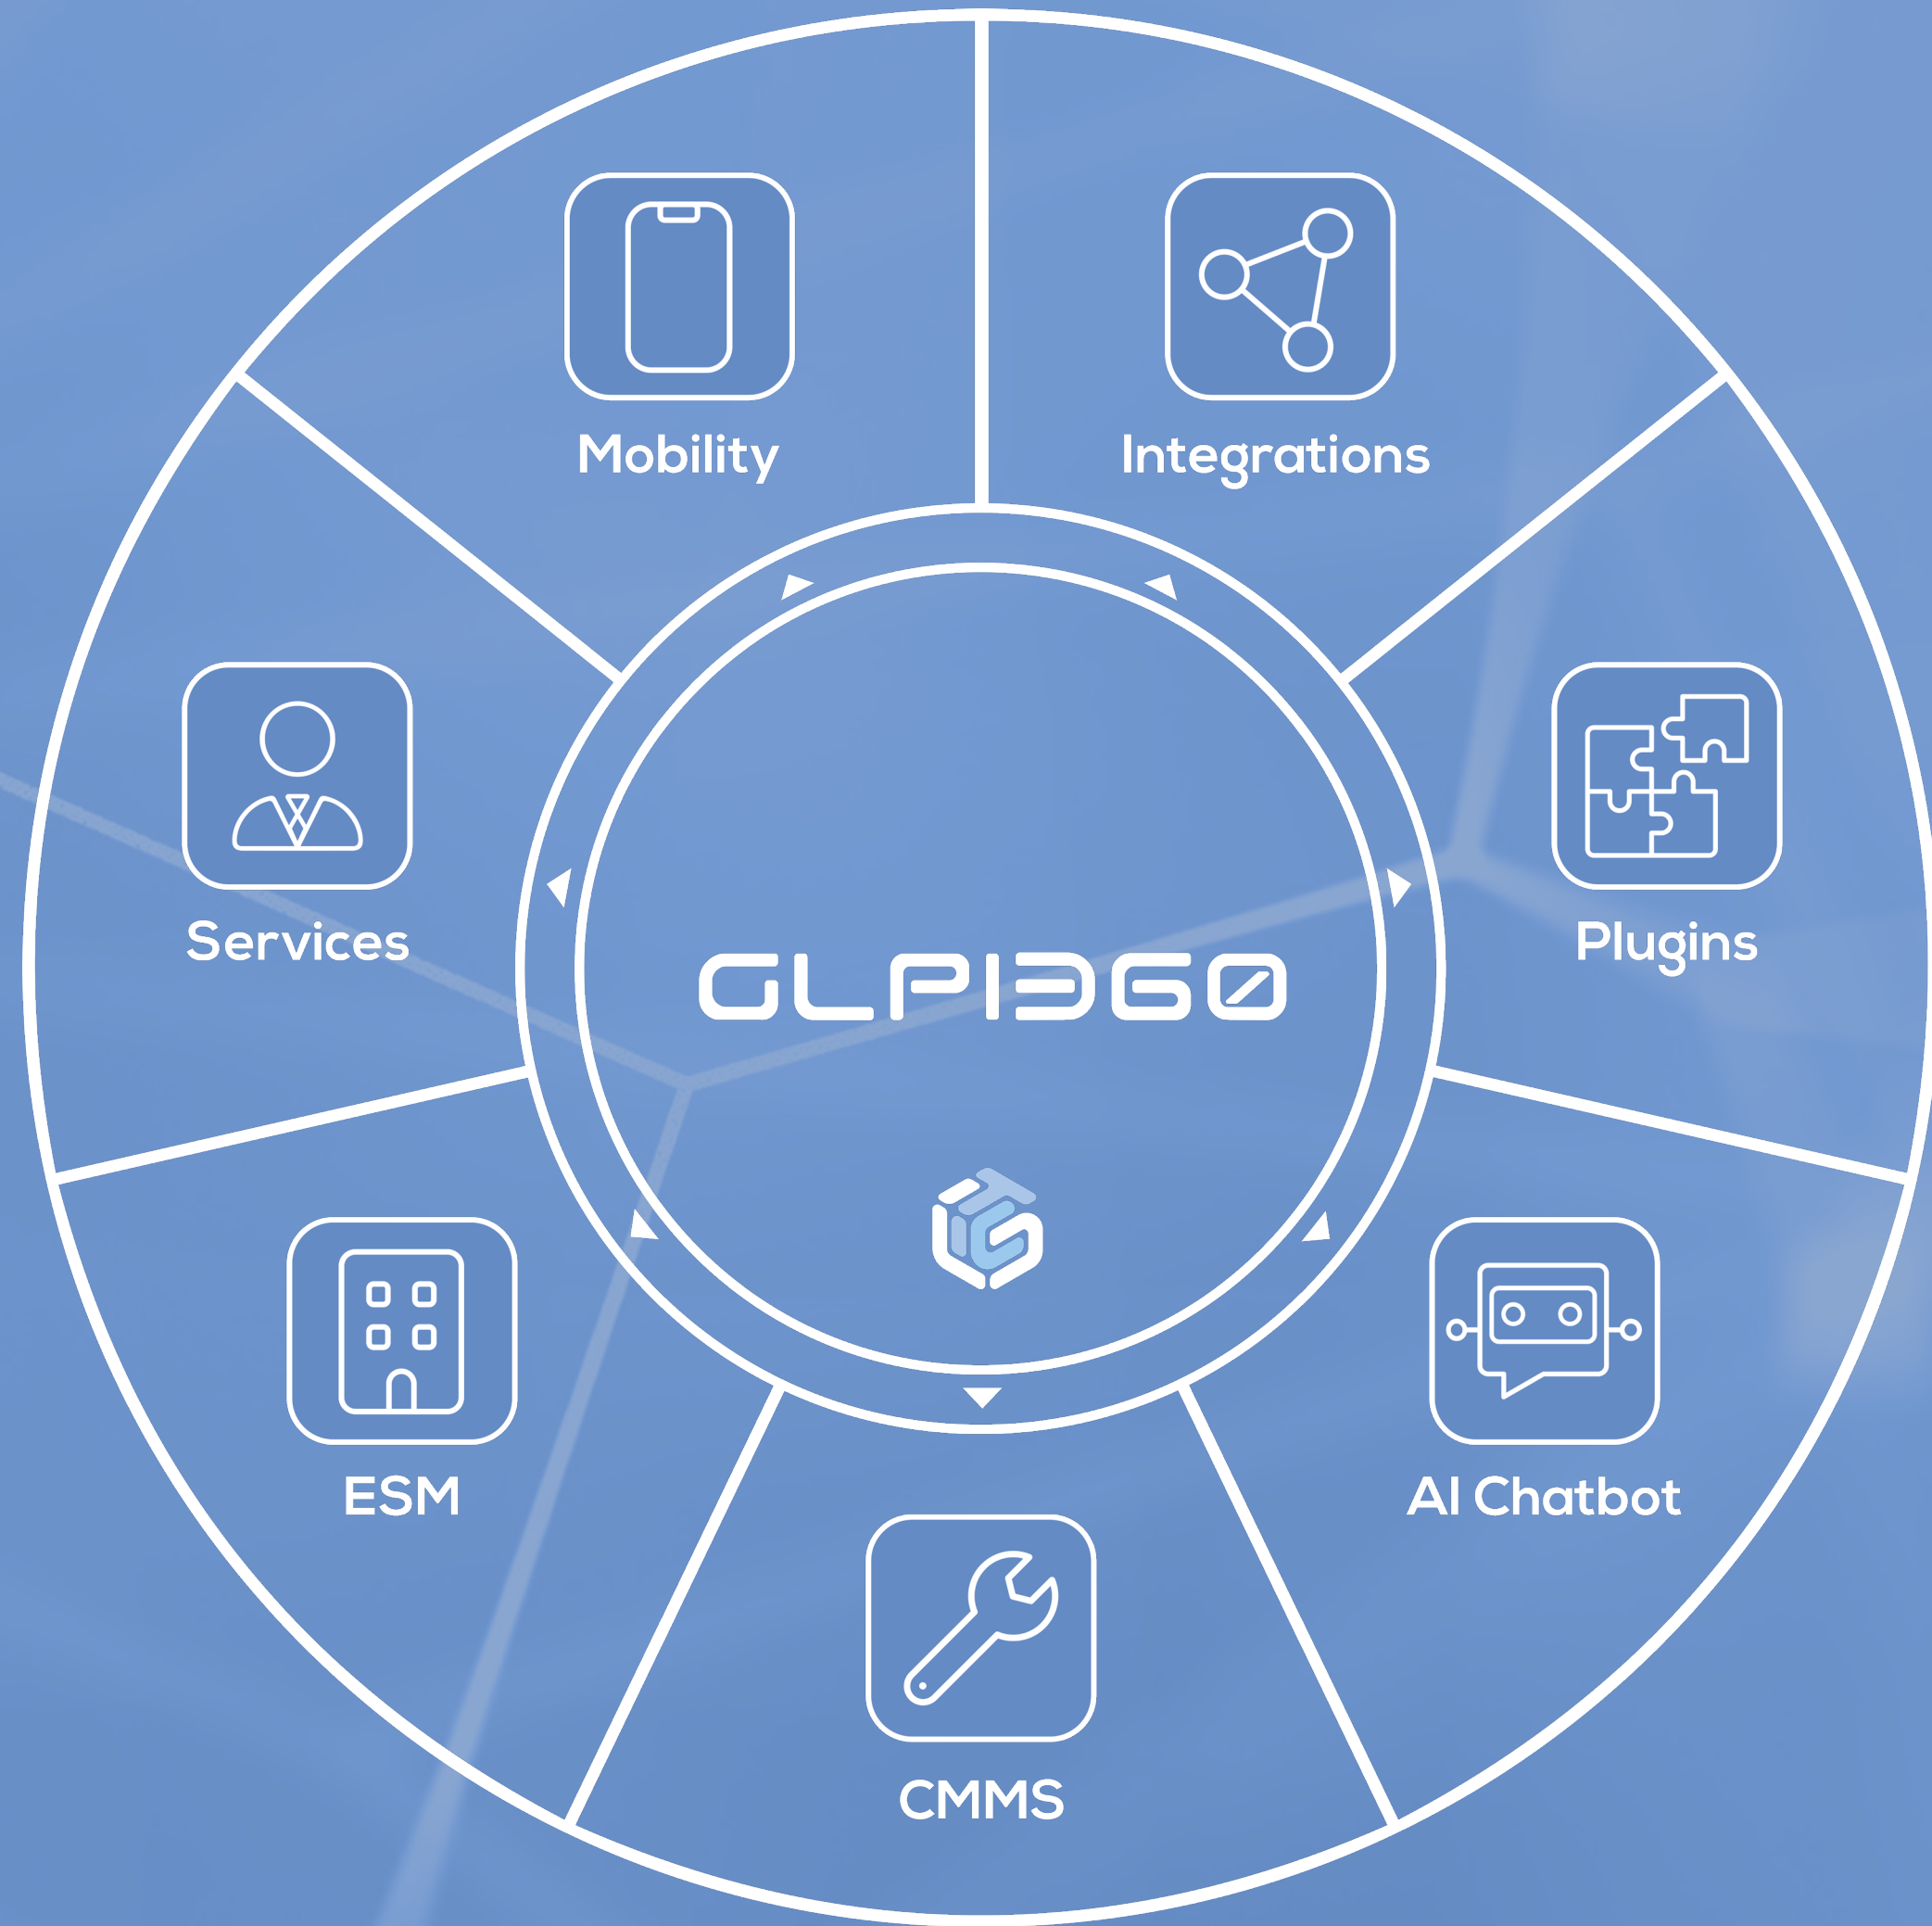 Mobility
Integrations
Services
Plugins
GLPI360
ESM
AI Chatbot
CMMS